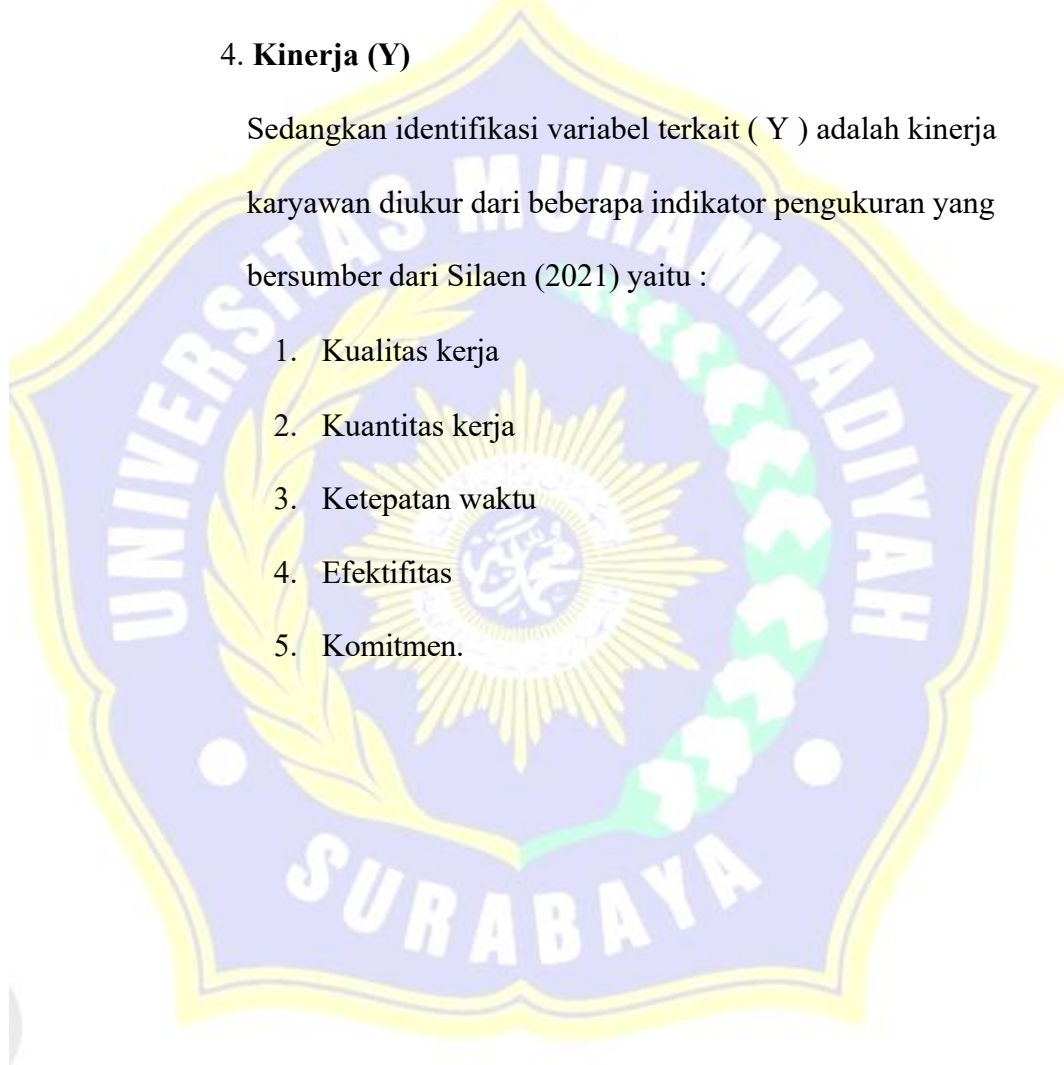 4. Kinerja (Y)
Sedangkan identifikasi variabel terkait ( Y ) adalah kinerja
karyawan diukur dari beberapa indikator pengukuran yang
bersumber dari Silaen (2021) yaitu :
1. Kualitas kerja
2. Kuantitas kerja
3. Ketepatan waktu
4. Efektifitas
5. Komitmen.
UNIVERSITAS MUHAMMADIYAH
SURABAYA